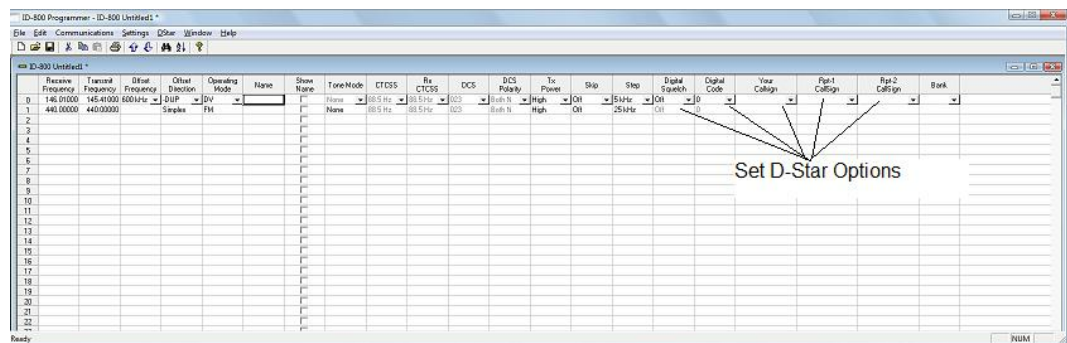 ID-800 Programmer - ID-800 Untitled1 *
File Edit Communications Settings DStar Window Help
ID-800 Untitled1 *
Receive Frequency Transmit Frequency Offset Frequency Offset Direction Operating Mode Name Show Name Tone Mode CTCSS Rx CTCSS DCS DCS Polarity Tx Power Skip Step Digital Squelch Digital Code Your Callsign Rpt-1 CallSign Rpt-2 CallSign Bank
0 146.01000 145.41000 600 kHz -DUP DV None 88.5 Hz 88.5 Hz 023 Both N High Off 5 kHz Off 0
1 440.00000 440.00000 Simplex FM None 88.5 Hz 88.5 Hz 023 Both N High Off 25 kHz Off 0
2
3
4
5
6
7
Set D-Star Options
8
9
10
11
12
13
14
15
16
17
18
19
20
21
22
Ready NUM